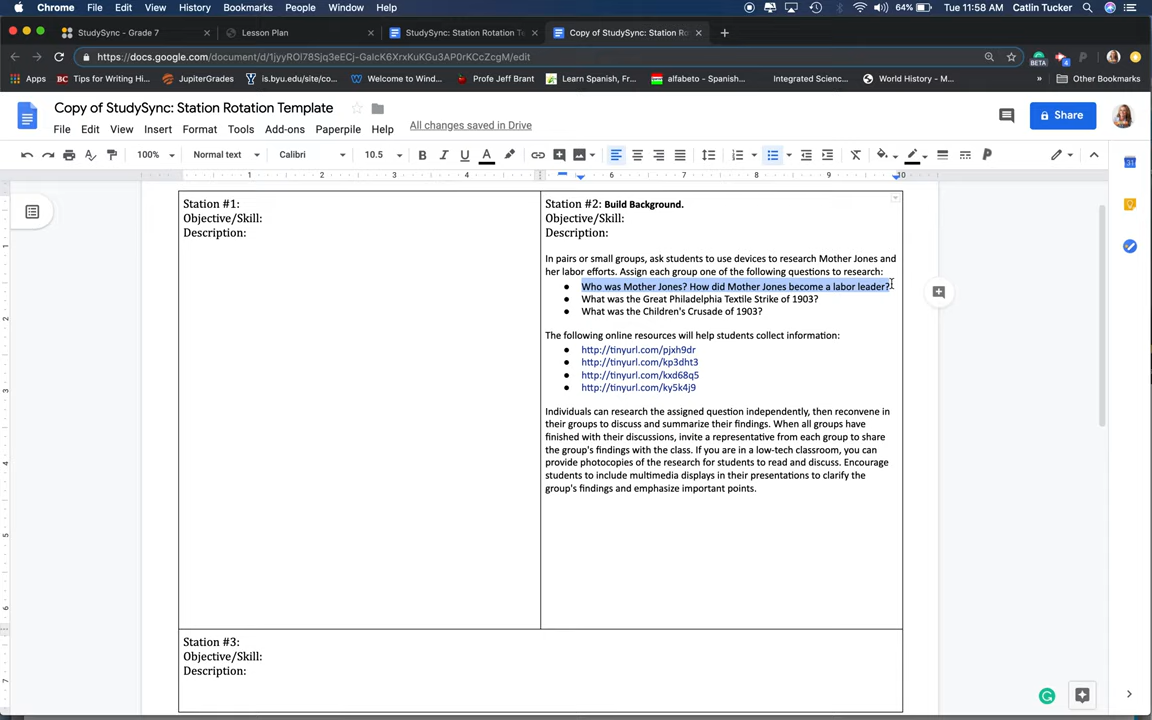 Chrome File Edit View History Bookmarks People Window Help 64% Tue 11:58 AM Catlin Tucker
StudySync - Grade 7 Lesson Plan StudySync: Station Rotation T Copy of StudySync: Station Ro
https://docs.google.com/document/d/1jyyROl78Sjq3eECj-GaIcK6XrxKuKGu3AP0rKCcZcgM/edit
Apps Tips for Writing Hi... JupiterGrades is.byu.edu/site/co... Welcome to Wind... Profe Jeff Brant Learn Spanish, Fr... alfabeto - Spanish... Integrated Scienc... World History - M... » Other Bookmarks
BETA
Copy of StudySync: Station Rotation Template
File Edit View Insert Format Tools Add-ons Paperpile Help All changes saved in Drive
Share
100% Normal text Calibri 10.5 B I U A
1 2 3 4 6 7 8 9 10
Station #1:
Objective/Skill:
Description:
Station #2: Build Background.
Objective/Skill:
Description:
In pairs or small groups, ask students to use devices to research Mother Jones and
her labor efforts. Assign each group one of the following questions to research:
● Who was Mother Jones? How did Mother Jones become a labor leader?
● What was the Great Philadelphia Textile Strike of 1903?
● What was the Children's Crusade of 1903?
The following online resources will help students collect information:
● http://tinyurl.com/pjxh9dr
● http://tinyurl.com/kp3dht3
● http://tinyurl.com/kxd68q5
● http://tinyurl.com/ky5k4j9
Individuals can research the assigned question independently, then reconvene in
their groups to discuss and summarize their findings. When all groups have
finished with their discussions, invite a representative from each group to share
the group's findings with the class. If you are in a low-tech classroom, you can
provide photocopies of the research for students to read and discuss. Encourage
students to include multimedia displays in their presentations to clarify the
group's findings and emphasize important points.
Station #3:
Objective/Skill:
Description: